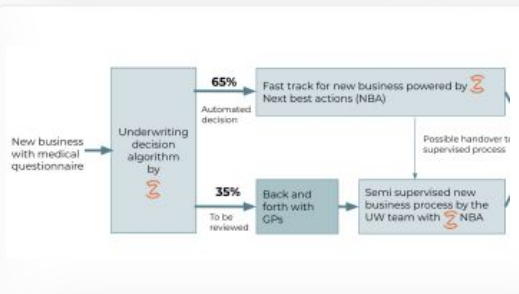 New business
with medical
questionnaire
Underwriting
decision
algorithm
by
65%
Automated
decision
Fast track for new business powered by
Next best actions (NBA)
Possible handover to
supervised process
35%
To be
reviewed
Back and
forth with
GPs
Semi supervised new
business process by the
UW team with NBA